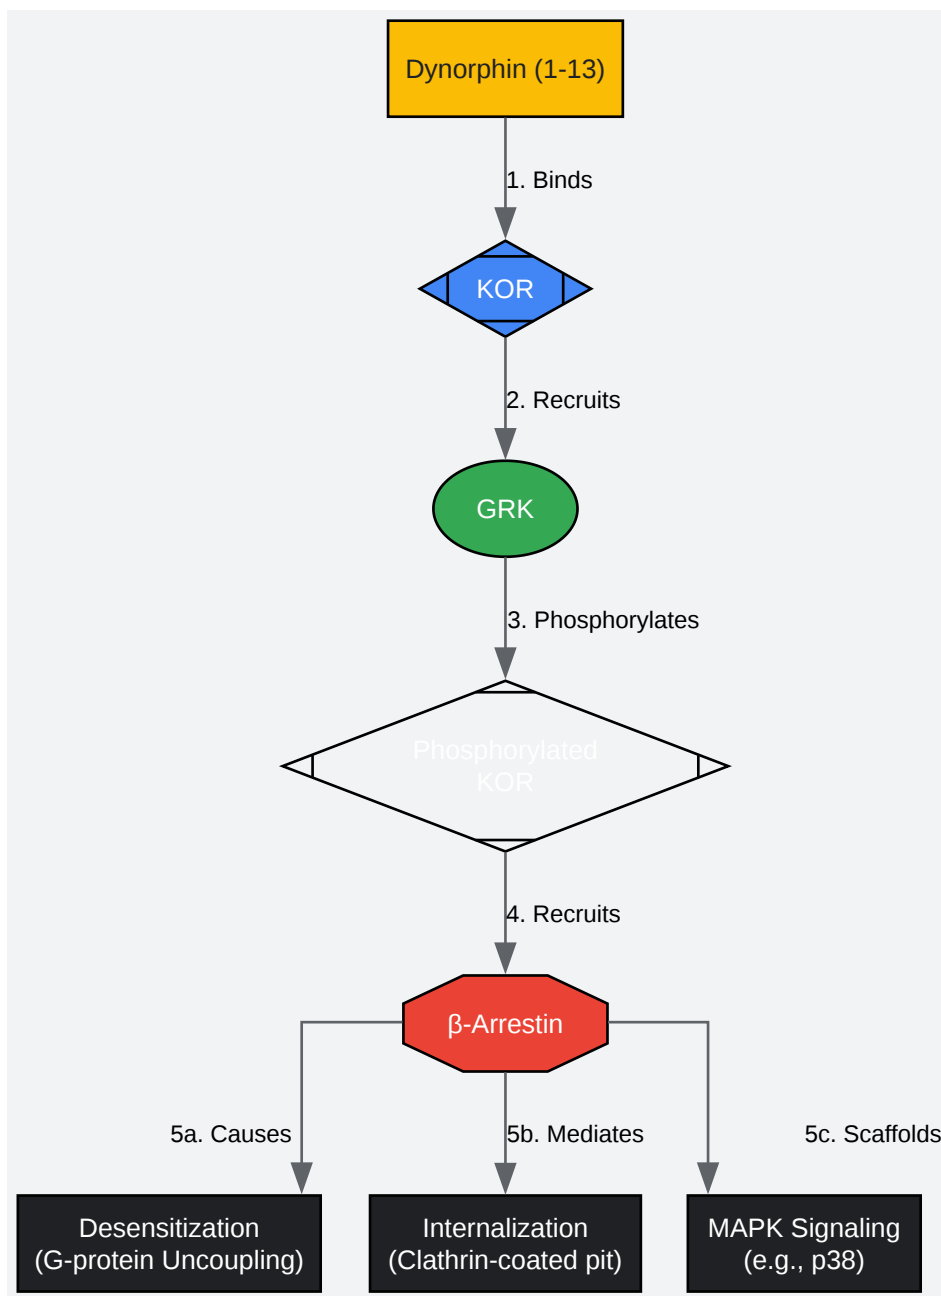 Dynorphin (1-13)
1. Binds
KOR
2. Recruits
GRK
3. Phosphorylates
Phosphorylated
KOR
4. Recruits
β-Arrestin
5a. Causes
5b. Mediates
5c. Scaffolds
Desensitization
(G-protein Uncoupling)
Internalization
(Clathrin-coated pit)
MAPK Signaling
(e.g., p38)